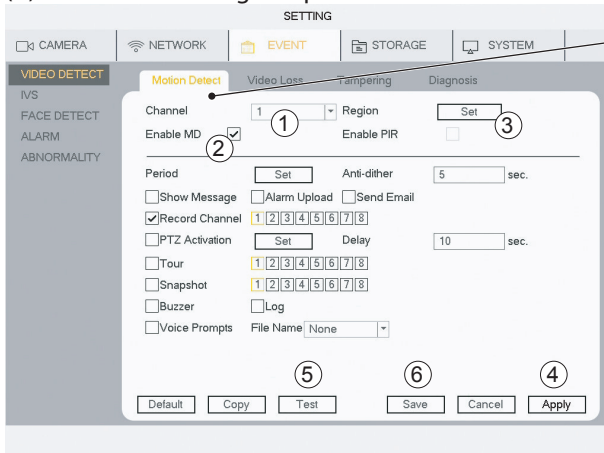 SETTING
CAMERA NETWORK EVENT STORAGE SYSTEM
VIDEO DETECT
IVS
FACE DETECT
ALARM
ABNORMALITY
Motion Detect Video Loss Tampering Diagnosis
Channel 1 1 Region Set 3
Enable MD 2 Enable PIR
Period Set Anti-dither 5 sec.
Show Message Alarm Upload Send Email
Record Channel 1 2 3 4 5 6 7 8
PTZ Activation Set Delay 10 sec.
Tour 1 2 3 4 5 6 7 8
Snapshot 1 2 3 4 5 6 7 8
Buzzer Log
Voice Prompts File Name None
5 6 4
Default Copy Test Save Cancel Apply